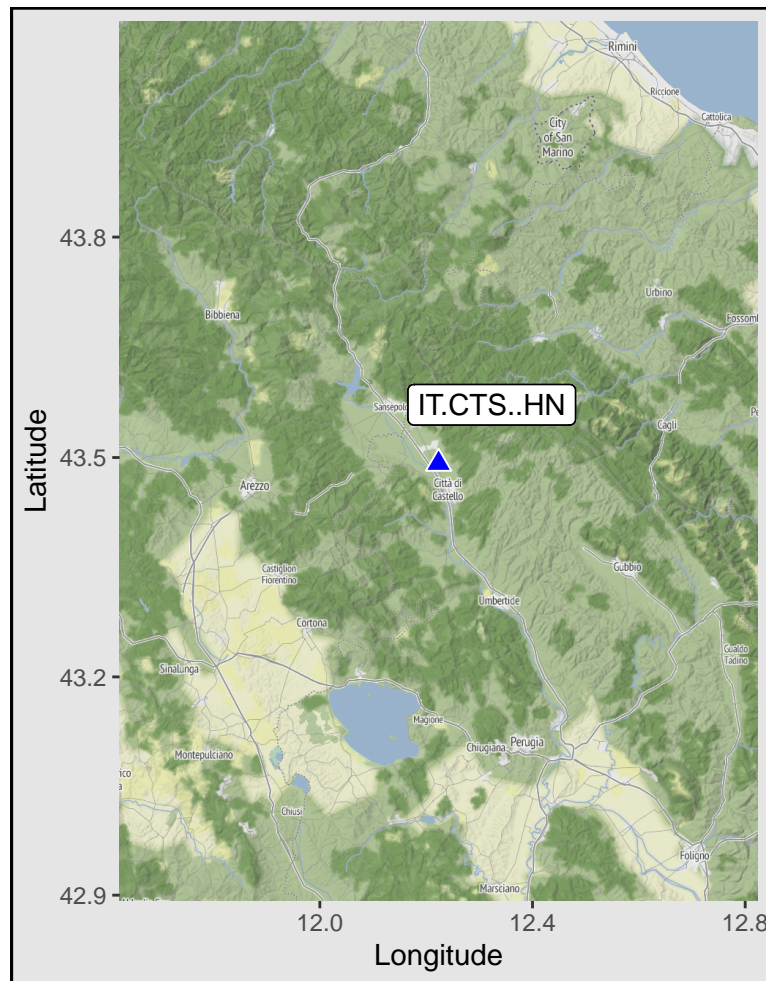 Rimini
Riccione
Cattolica
City
of San
Marino
43.8
Urbino
Bibbiena
Fossomb
Sansepol
IT.CTS..HN
Cagli
43.5
Latitude
Arezzo
Città di
Castello
Castiglion
Fiorentino
Gubbio
Umbertide
Cortona
Gualdo
Tadino
Sinalunga
43.2
Magione
Chiugiana
Perugia
Montepulciano
Chiusi
Foligno
Marsciano
42.9
12.0
12.4
12.8
Longitude